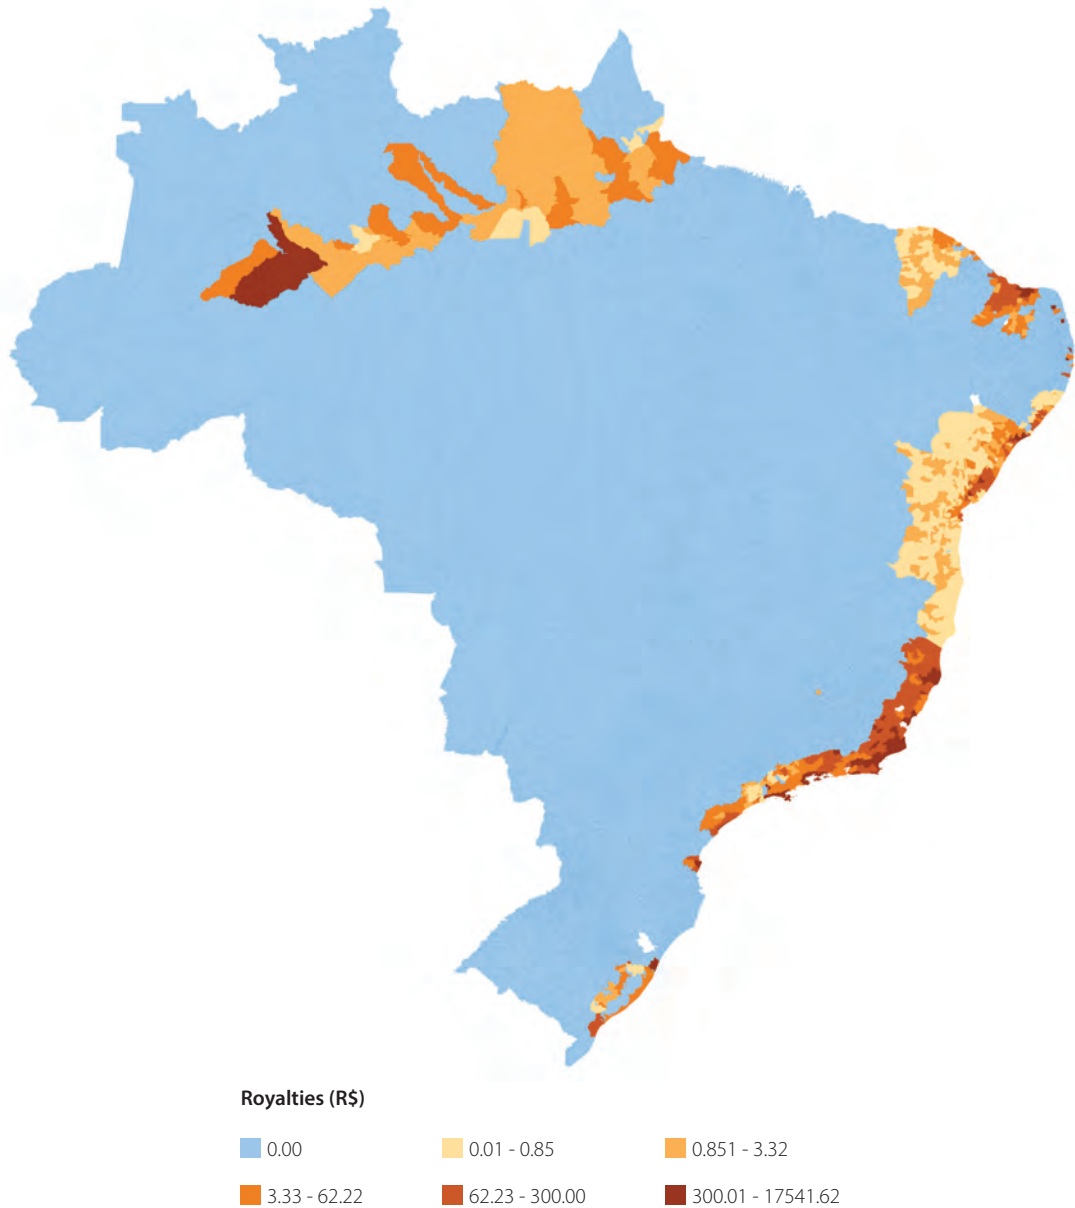 Royalties (R$)
0.00 0.01 - 0.85 0.851 - 3.32
3.33 - 62.22 62.23 - 300.00 300.01 - 17541.62